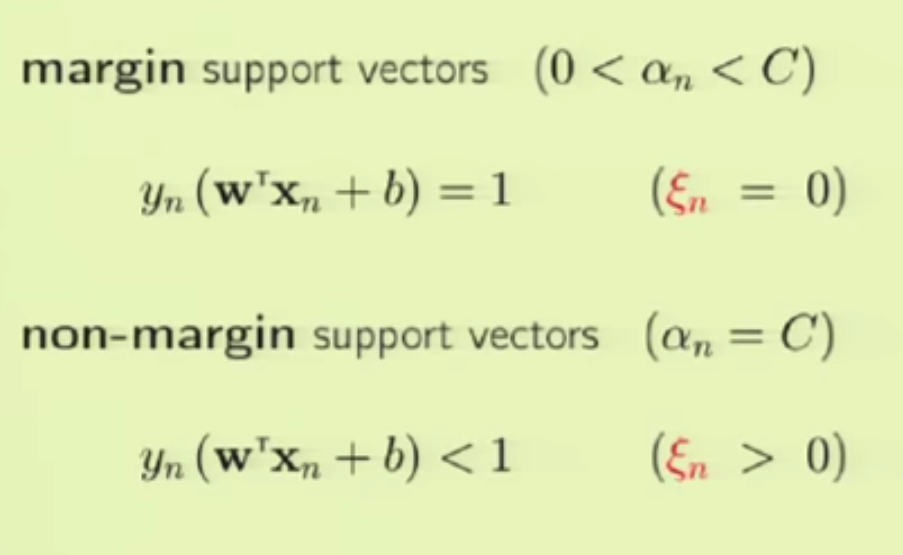 margin support vectors (0 < αₙ < C)
yₙ (wᵀxₙ + b) = 1 (ξₙ = 0)
non-margin support vectors (αₙ = C)
yₙ (wᵀxₙ + b) < 1 (ξₙ > 0)